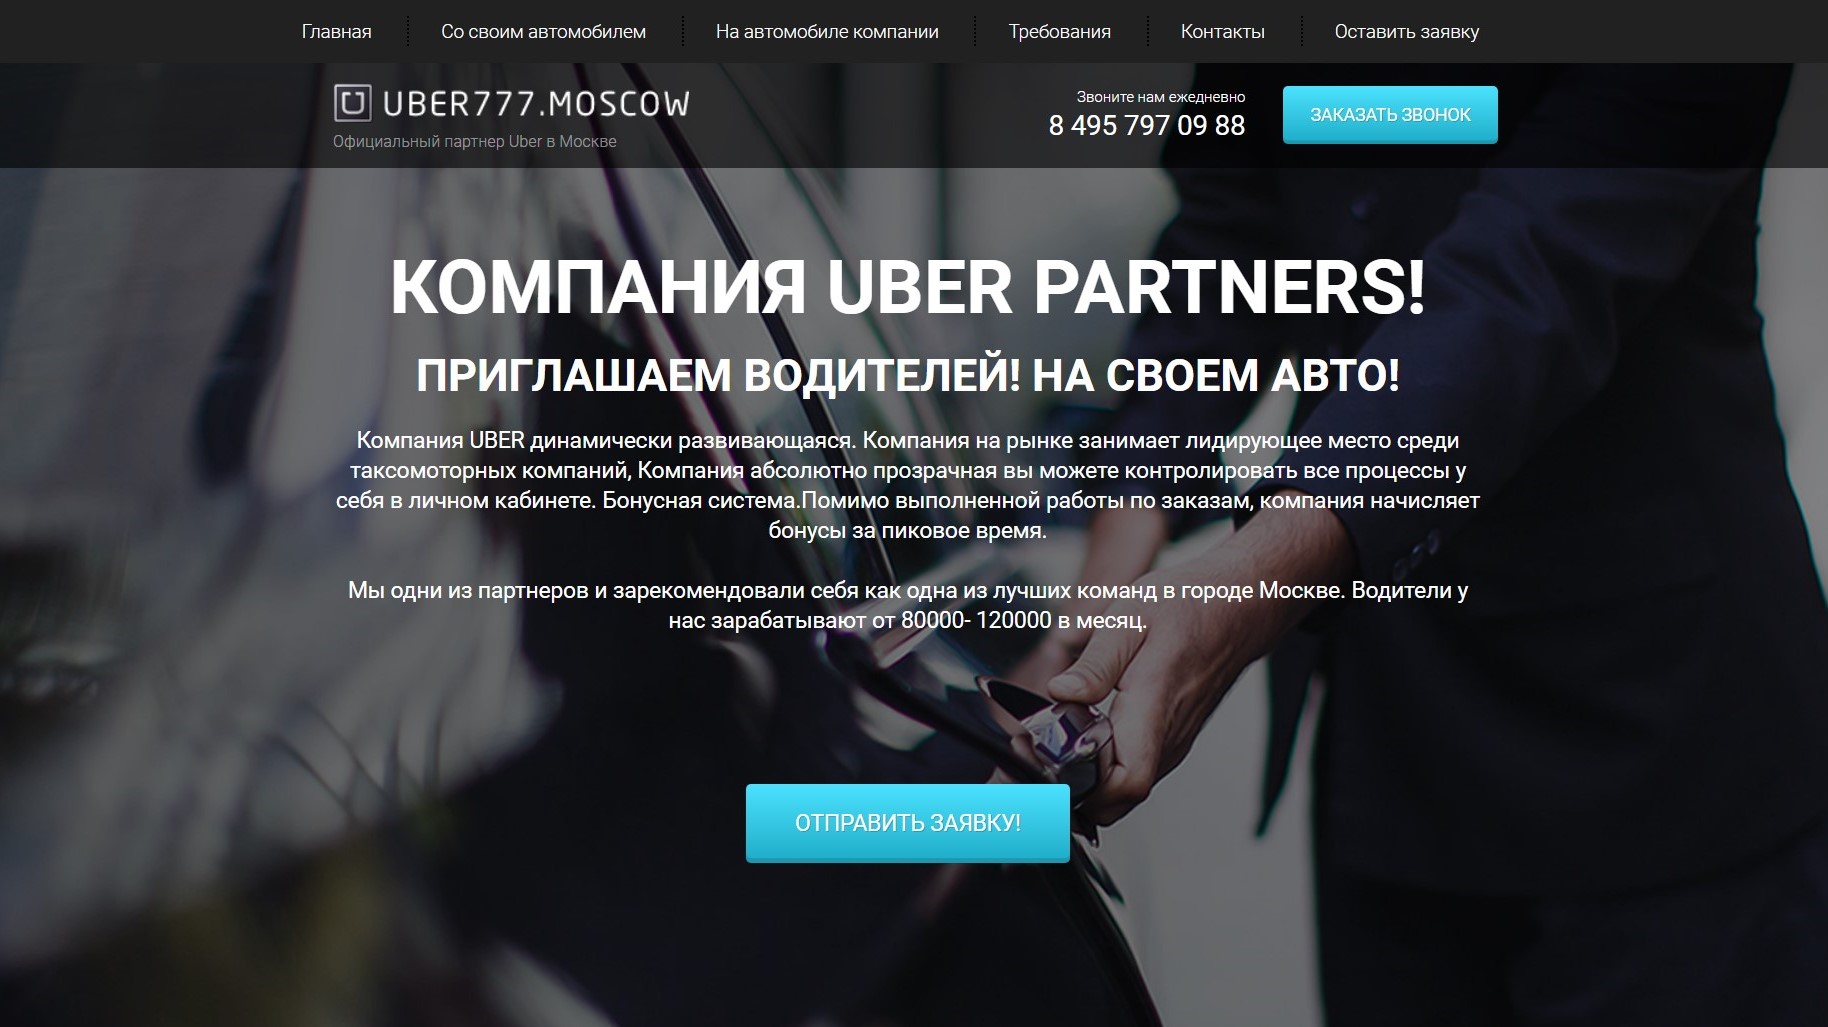 Главная
Со своим автомобилем
На автомобиле компании
Требования
Контакты
Оставить заявку
UBER777.MOSCOW
Официальный партнер Uber в Москве
Звоните нам ежедневно
8 495 797 09 88
ЗАКАЗАТЬ ЗВОНОК
КОМПАНИЯ UBER PARTNERS!
ПРИГЛАШАЕМ ВОДИТЕЛЕЙ! НА СВОЕМ АВТО!
Компания UBER динамически развивающаяся. Компания на рынке занимает лидирующее место среди
таксомоторных компаний, Компания абсолютно прозрачная вы можете контролировать все процессы у
себя в личном кабинете. Бонусная система.Помимо выполненной работы по заказам, компания начисляет
бонусы за пиковое время.
Мы одни из партнеров и зарекомендовали себя как одна из лучших команд в городе Москве. Водители у
нас зарабатывают от 80000- 120000 в месяц.
ОТПРАВИТЬ ЗАЯВКУ!